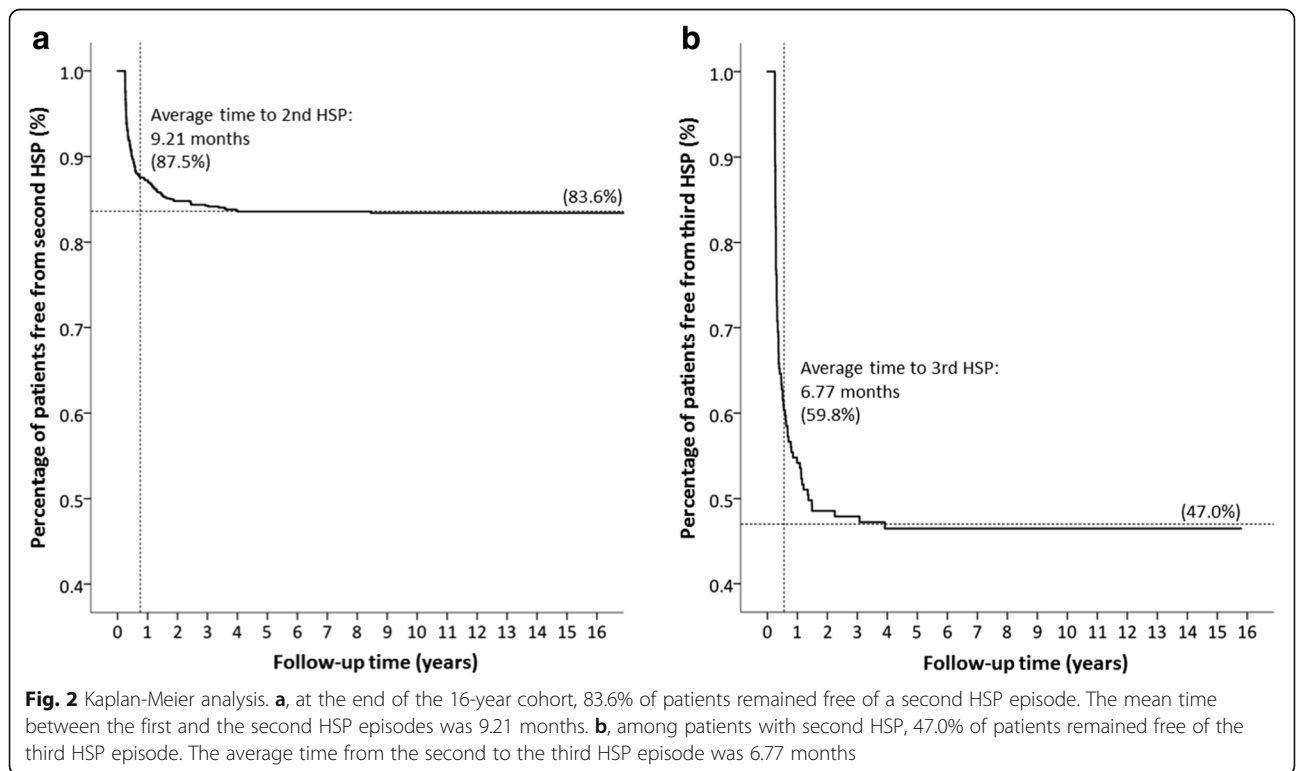 a
Percentage of patients free from second HSP (%)
1.0
0.9
0.8
0.7
0.6
0.5
0.4
Average time to 2nd HSP:
9.21 months
(87.5%)
(83.6%)
0 1 2 3 4 5 6 7 8 9 10 11 12 13 14 15 16
Follow-up time (years)
b
Percentage of patients free from third HSP (%)
1.0
0.9
0.8
0.7
0.6
0.5
0.4
Average time to 3rd HSP:
6.77 months
(59.8%)
(47.0%)
0 1 2 3 4 5 6 7 8 9 10 11 12 13 14 15 16
Follow-up time (years)
Fig. 2 Kaplan-Meier analysis. a, at the end of the 16-year cohort, 83.6% of patients remained free of a second HSP episode. The mean time
between the first and the second HSP episodes was 9.21 months. b, among patients with second HSP, 47.0% of patients remained free of the
third HSP episode. The average time from the second to the third HSP episode was 6.77 months